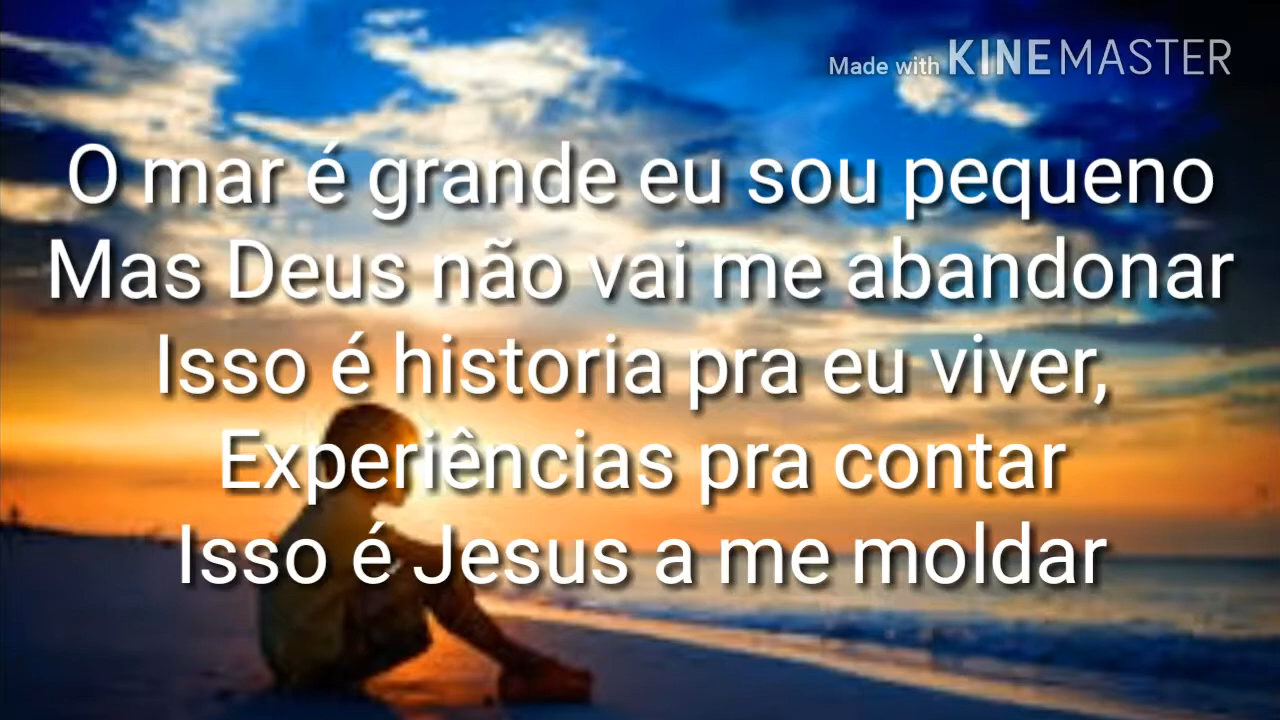 Made with KINEMASTER
O mar é grande eu sou pequeno
Mas Deus não vai me abandonar
Isso é historia pra eu viver,
Experiências pra contar
Isso é Jesus a me moldar